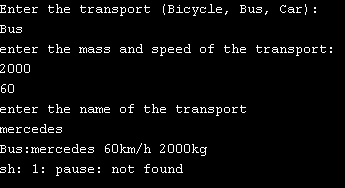 Enter the transport (Bicycle, Bus, Car):
Bus
enter the mass and speed of the transport:
2000
60
enter the name of the transport
mercedes
Bus:mercedes 60km/h 2000kg
sh: 1: pause: not found